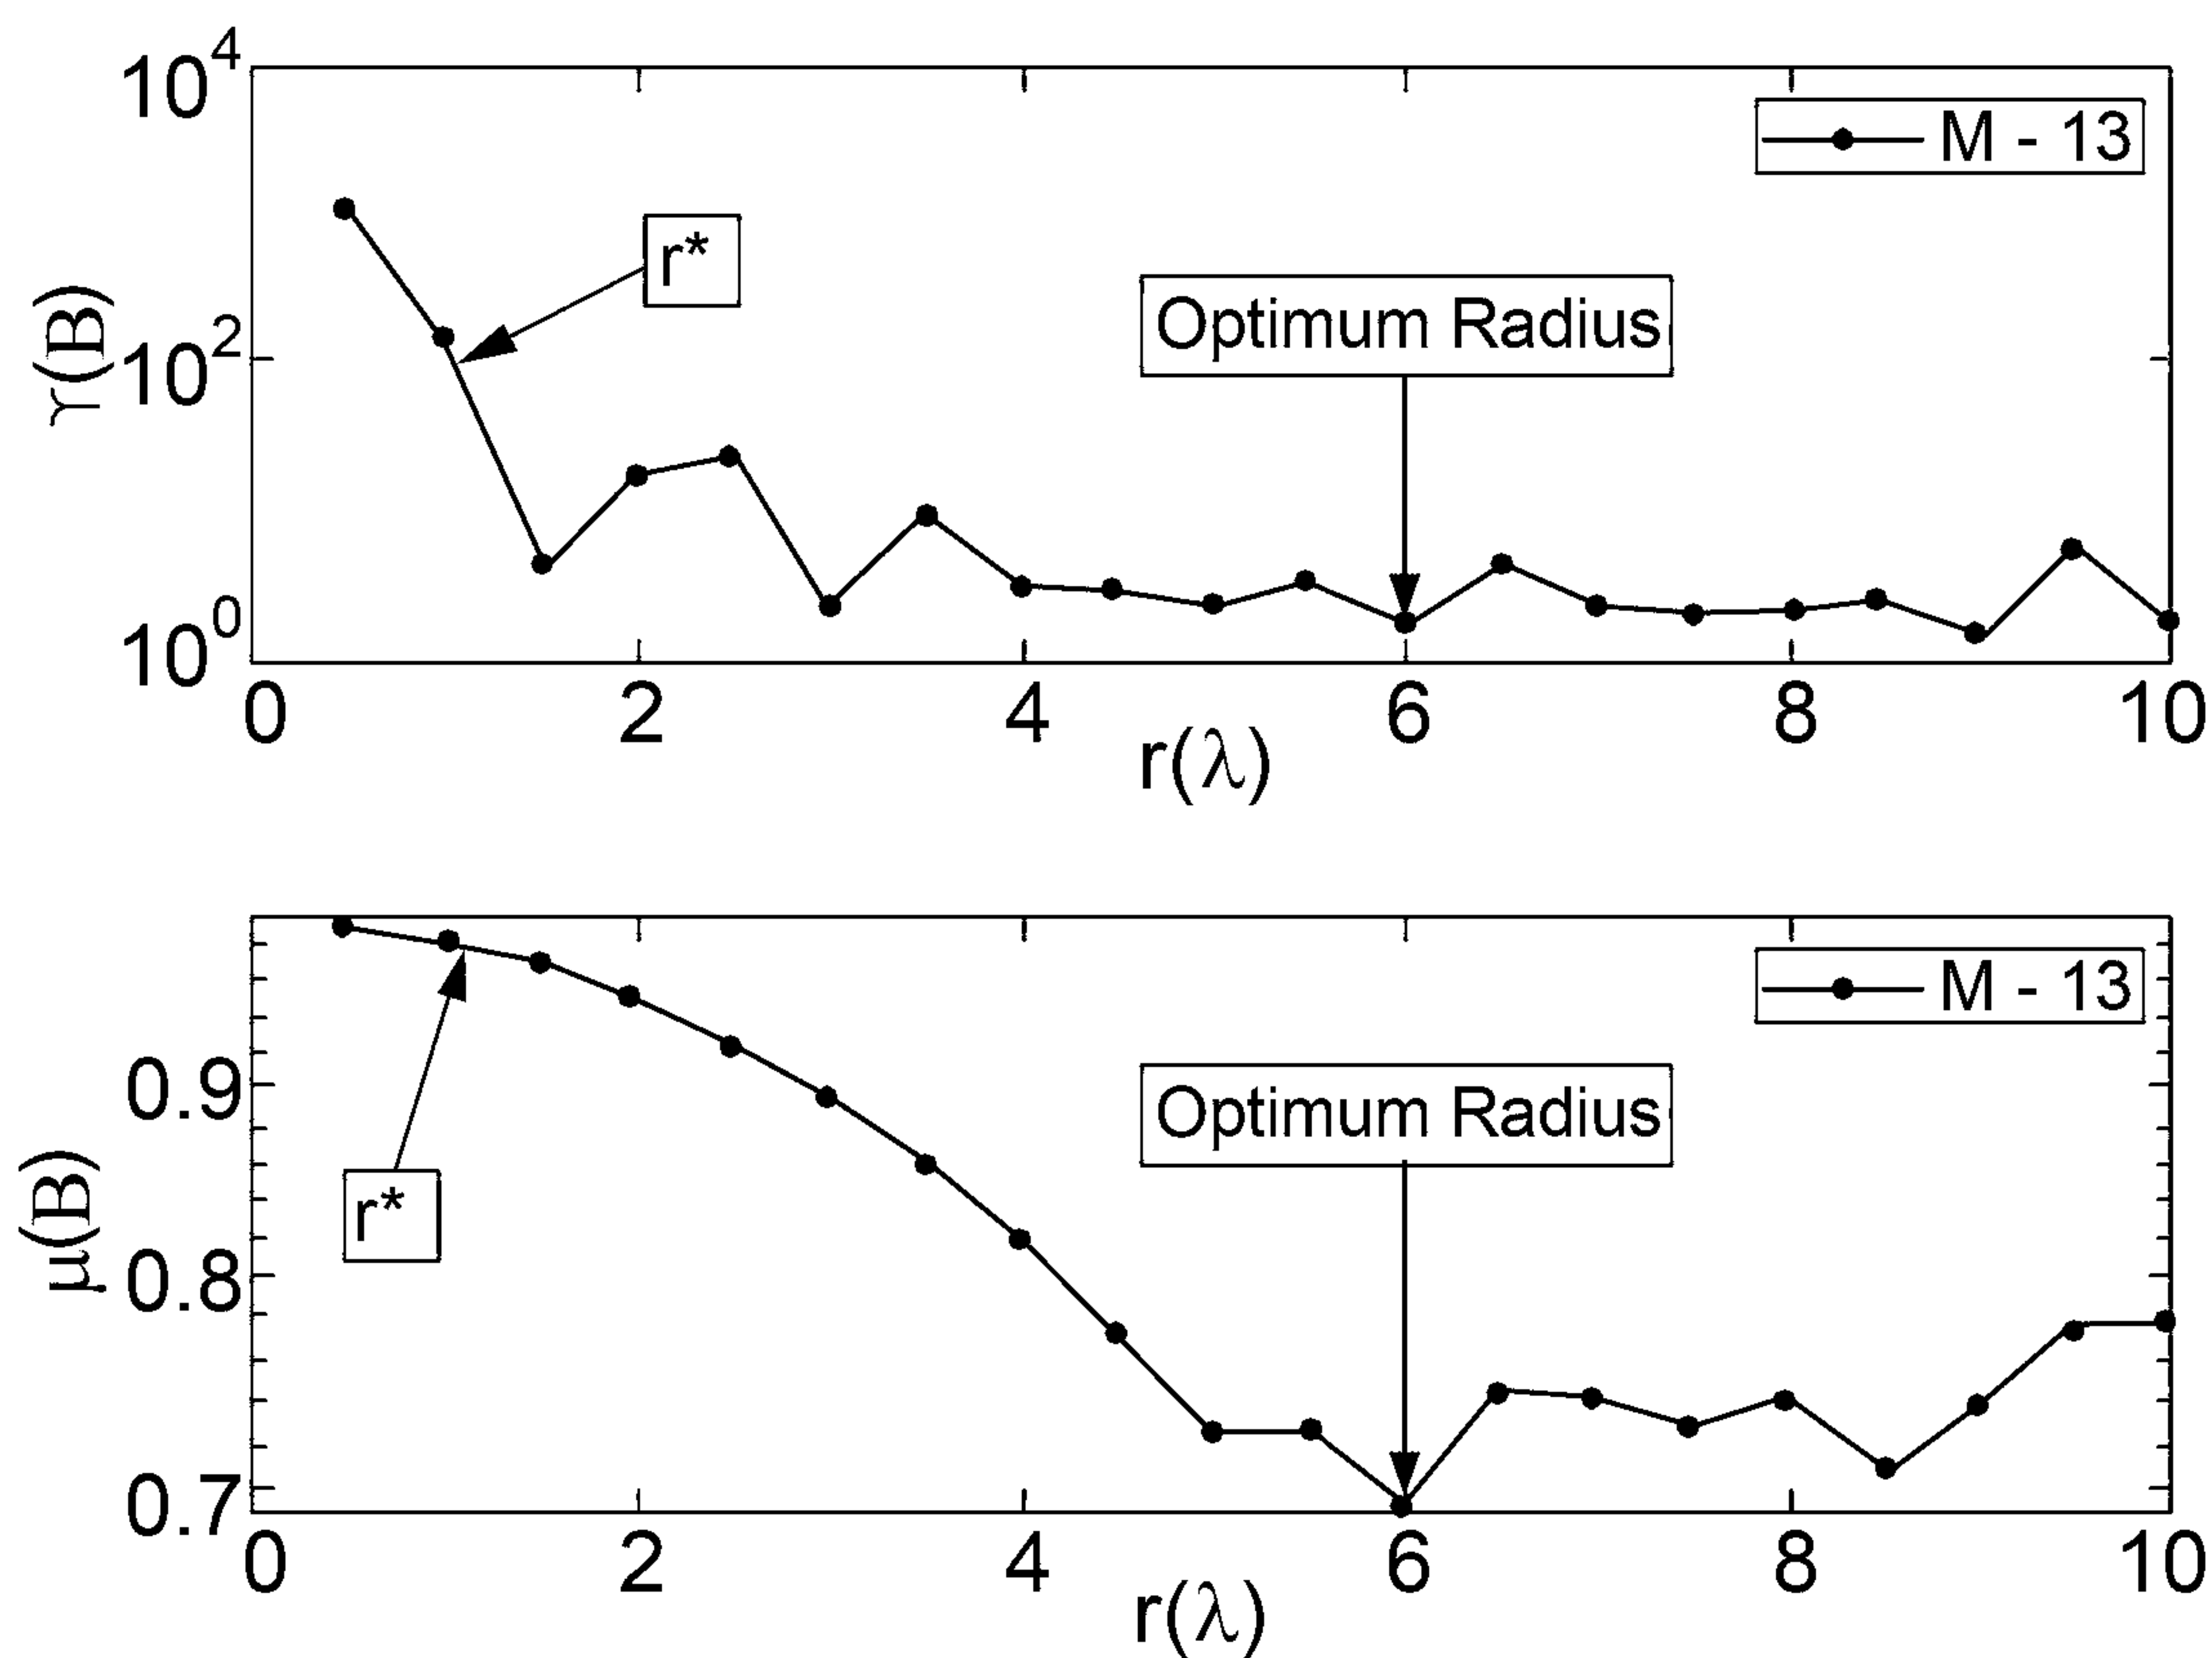 10^4
M - 13
r*
Optimum Radius
ϒ(B)
10^2
10^0
0 2 4 6 8 10
r(λ)
M - 13
0.9
Optimum Radius
r*
μ(B)
0.8
0.7
0 2 4 6 8 10
r(λ)